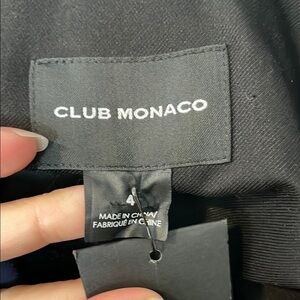 CLUB MONACO
4
MADE IN CHINA
FABRIQUÉ EN CHINE